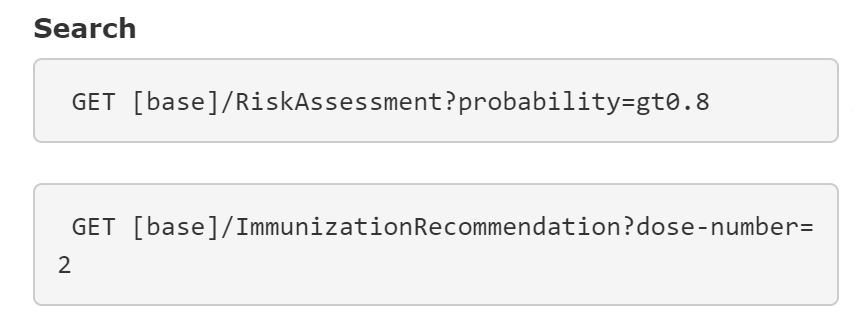 Search
GET [base]/RiskAssessment?probability=gt0.8
GET [base]/ImmunizationRecommendation?dose-number=
2